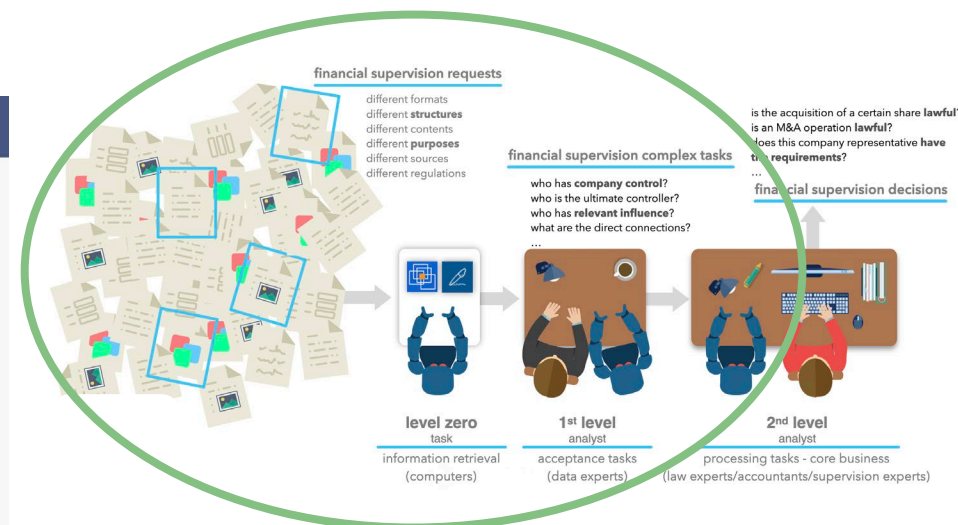 financial supervision requests
different formats
different structures
different contents
different purposes
different sources
different regulations
financial supervision complex tasks
who has company control?
who is the ultimate controller?
who has relevant influence?
what are the direct connections?
...
is the acquisition of a certain share lawful?
is an M&A operation lawful?
does this company representative have
the requirements?
...
financial supervision decisions
level zero
task
information retrieval
(computers)
1st level
analyst
acceptance tasks
(data experts)
2nd level
analyst
processing tasks - core business
(law experts/accountants/supervision experts)